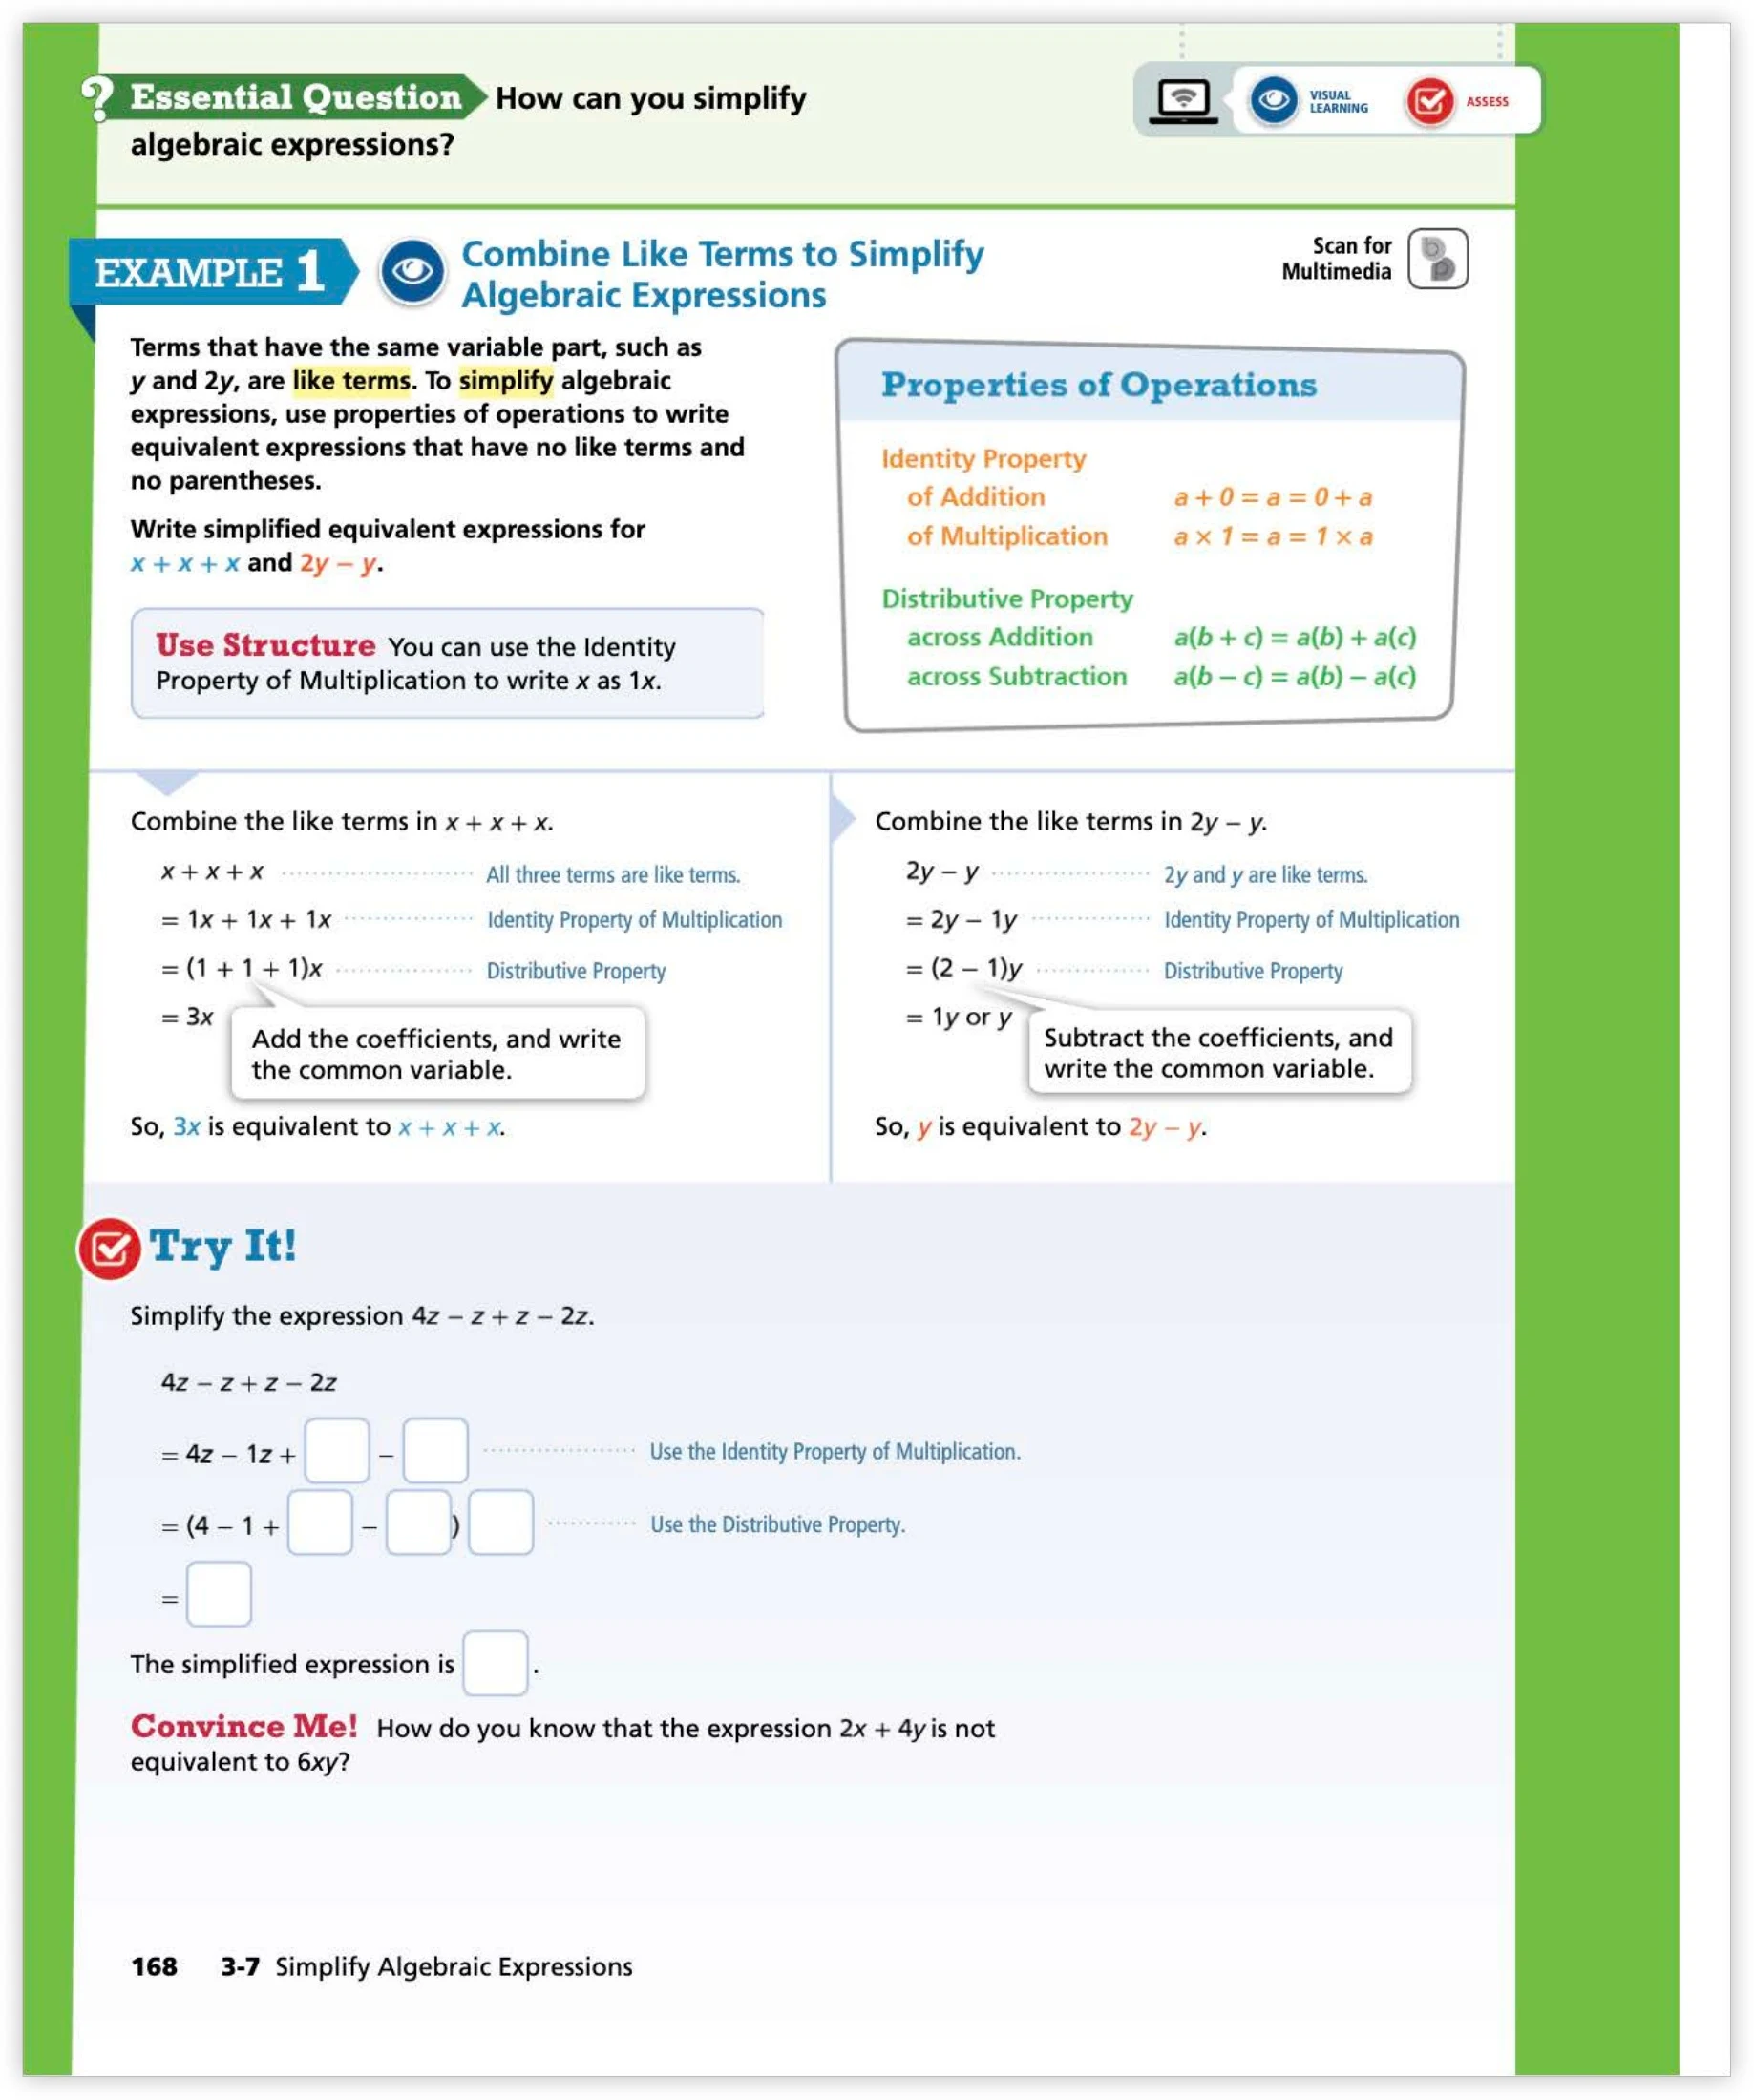 ? Essential Question How can you simplify
algebraic expressions?
VISUAL
LEARNING
ASSESS
EXAMPLE 1
Combine Like Terms to Simplify
Algebraic Expressions
Scan for
Multimedia
Terms that have the same variable part, such as
y and 2y, are like terms. To simplify algebraic
expressions, use properties of operations to write
equivalent expressions that have no like terms and
no parentheses.
Write simplified equivalent expressions for
x + x + x and 2y – y.
Use Structure You can use the Identity
Property of Multiplication to write x as 1x.
Properties of Operations
Identity Property
of Addition a + 0 = a = 0 + a
of Multiplication a × 1 = a = 1 × a
Distributive Property
across Addition a(b + c) = a(b) + a(c)
across Subtraction a(b – c) = a(b) – a(c)
Combine the like terms in x + x + x.
x + x + x All three terms are like terms.
= 1x + 1x + 1x Identity Property of Multiplication
= (1 + 1 + 1)x Distributive Property
= 3x
Add the coefficients, and write
the common variable.
So, 3x is equivalent to x + x + x.
Combine the like terms in 2y – y.
2y – y 2y and y are like terms.
= 2y – 1y Identity Property of Multiplication
= (2 – 1)y Distributive Property
= 1y or y
Subtract the coefficients, and
write the common variable.
So, y is equivalent to 2y – y.
Try It!
Simplify the expression 4z – z + z – 2z.
4z – z + z – 2z
= 4z – 1z + – Use the Identity Property of Multiplication.
= (4 – 1 + – ) Use the Distributive Property.
=
The simplified expression is .
Convince Me! How do you know that the expression 2x + 4y is not
equivalent to 6xy?
168 3-7 Simplify Algebraic Expressions